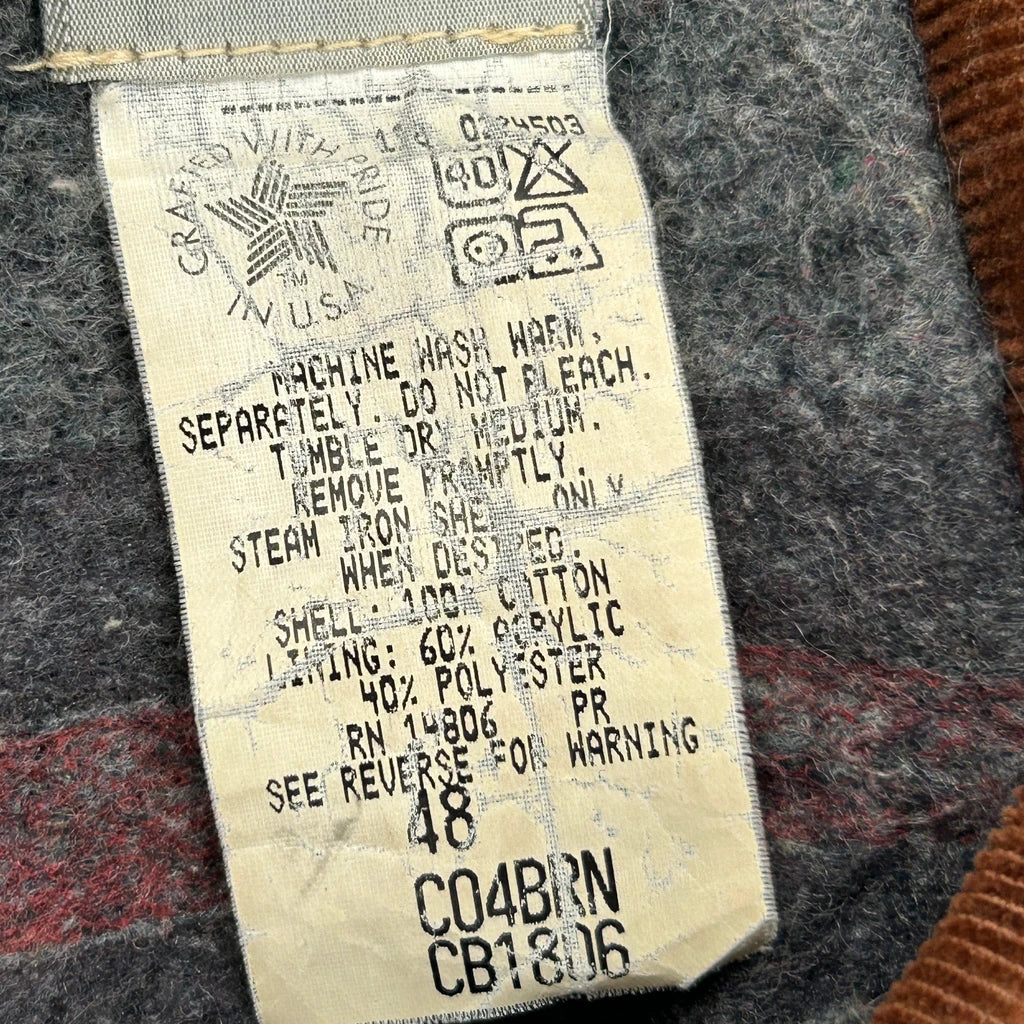 CRAFTED WITH PRIDE
IN U.S.A
TM
40
MACHINE WASH WARM,
SEPARATELY. DO NOT BLEACH.
TUMBLE DRY MEDIUM.
REMOVE PROMPTLY.
STEAM IRON SHELL ONLY
WHEN DESIRED.
SHELL: 100% COTTON
LINING: 60% ACRYLIC
40% POLYESTER
RN 14806 PR
SEE REVERSE FOR WARNING
48
C04BRN
CB1806